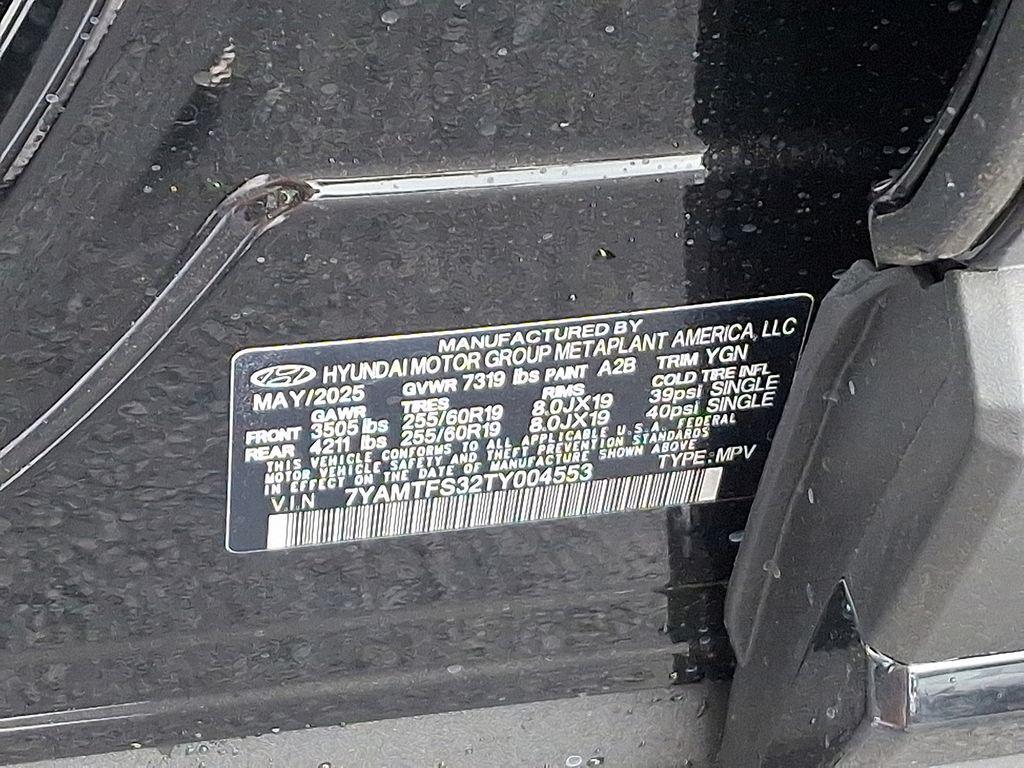 MANUFACTURED BY
HYUNDAI MOTOR GROUP METAPLANT AMERICA, LLC
MAY/2025 GVWR 7319 lbs PAINT A2B TRIM YGN
GAWR TIRES RIMS COLD TIRE INFL
FRONT 3505 lbs 255/60R19 8.0JX19 39psi SINGLE
REAR 4211 lbs 255/60R19 8.0JX19 40psi SINGLE
THIS VEHICLE CONFORMS TO ALL APPLICABLE U.S.A. FEDERAL
MOTOR VEHICLE SAFETY AND THEFT PREVENTION STANDARDS
IN EFFECT ON THE DATE OF MANUFACTURE SHOWN ABOVE
V.I.N 7YAMTFS32TY004553 TYPE: MPV